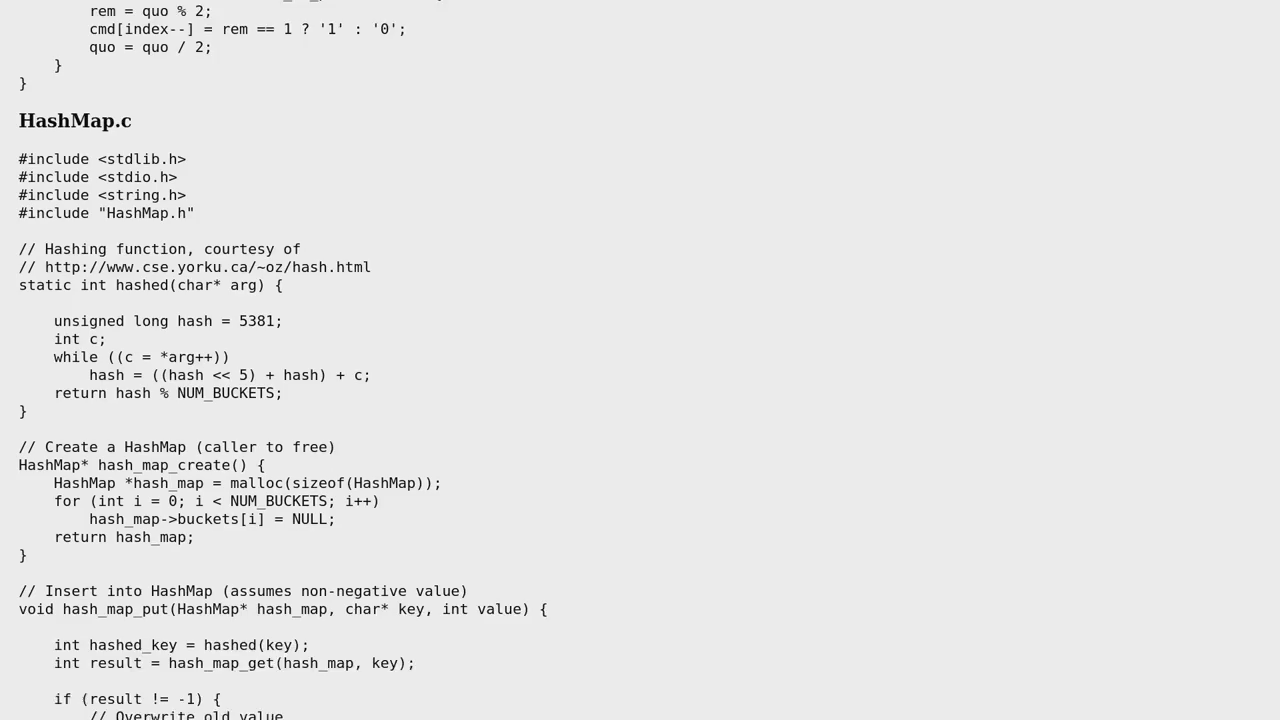 rem = quo % 2;
cmd[index--] = rem == 1 ? '1' : '0';
quo = quo / 2;
}
}
HashMap.c
#include <stdlib.h>
#include <stdio.h>
#include <string.h>
#include "HashMap.h"
// Hashing function, courtesy of
// http://www.cse.yorku.ca/~oz/hash.html
static int hashed(char* arg) {
unsigned long hash = 5381;
int c;
while ((c = *arg++))
hash = ((hash << 5) + hash) + c;
return hash % NUM_BUCKETS;
}
// Create a HashMap (caller to free)
HashMap* hash_map_create() {
HashMap *hash_map = malloc(sizeof(HashMap));
for (int i = 0; i < NUM_BUCKETS; i++)
hash_map->buckets[i] = NULL;
return hash_map;
}
// Insert into HashMap (assumes non-negative value)
void hash_map_put(HashMap* hash_map, char* key, int value) {
int hashed_key = hashed(key);
int result = hash_map_get(hash_map, key);
if (result != -1) {
// Overwrite old value